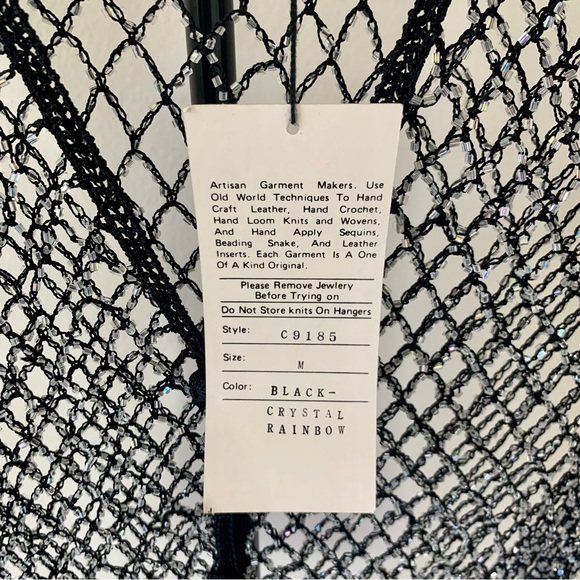 Artisan Garment Makers. Use
Old World Techniques To Hand
Craft Leather, Hand Crochet,
Hand Loom Knits and Wovens,
And Hand Apply Sequins,
Beading Snake, And Leather
Inserts. Each Garment Is A One
Of A Kind Original.
Please Remove Jewlery
Before Trying on
Do Not Store knits On Hangers
Style: C9185
Size: M
Color: BLACK-
CRYSTAL
RAINBOW